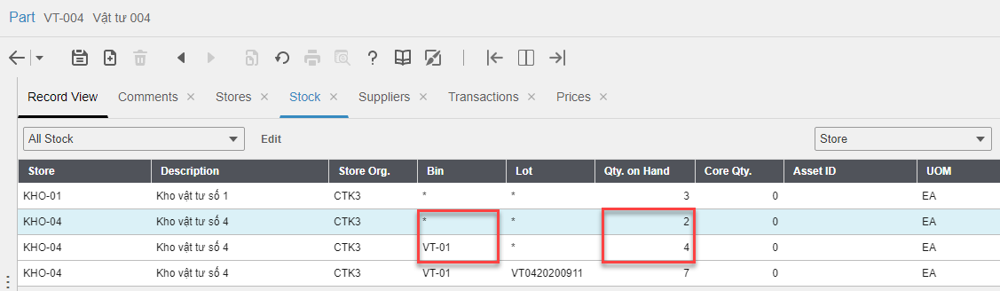 Part VT-004 Vật tư 004
Record View Comments × Stores × Stock × Suppliers × Transactions × Prices ×
All Stock Edit Store
Store Description Store Org. Bin Lot Qty. on Hand Core Qty. Asset ID UOM
KHO-01 Kho vật tư số 1 CTK3 * * 3 0 EA
KHO-04 Kho vật tư số 4 CTK3 * * 2 0 EA
KHO-04 Kho vật tư số 4 CTK3 VT-01 * 4 0 EA
KHO-04 Kho vật tư số 4 CTK3 VT-01 VT0420200911 7 0 EA